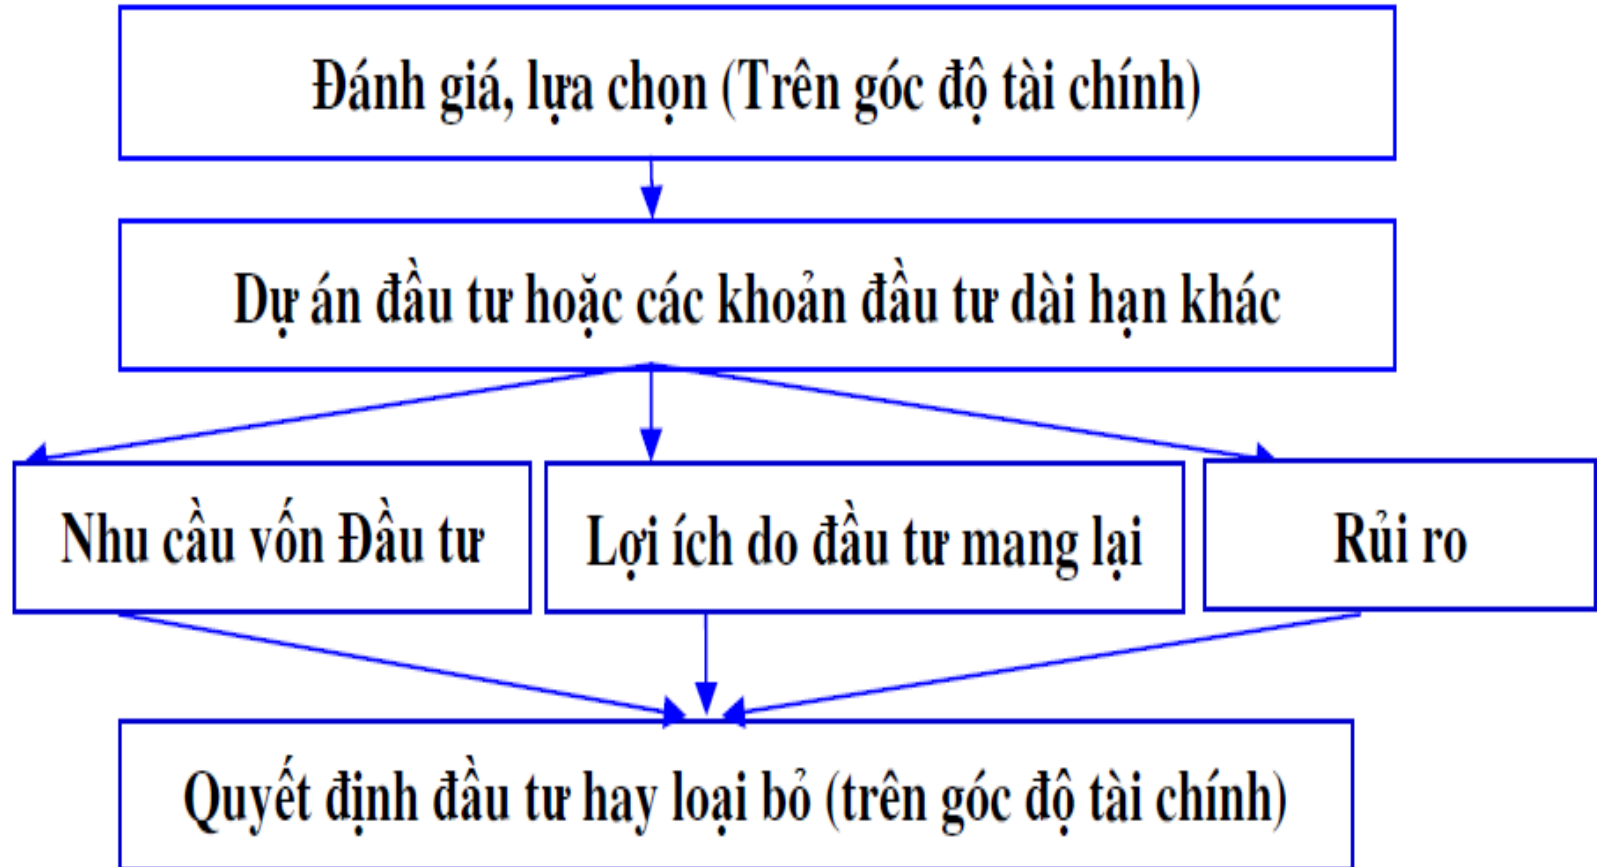 Đánh giá, lựa chọn (Trên góc độ tài chính)
Dự án đầu tư hoặc các khoản đầu tư dài hạn khác
Nhu cầu vốn Đầu tư
Lợi ích do đầu tư mang lại
Rủi ro
Quyết định đầu tư hay loại bỏ (trên góc độ tài chính)